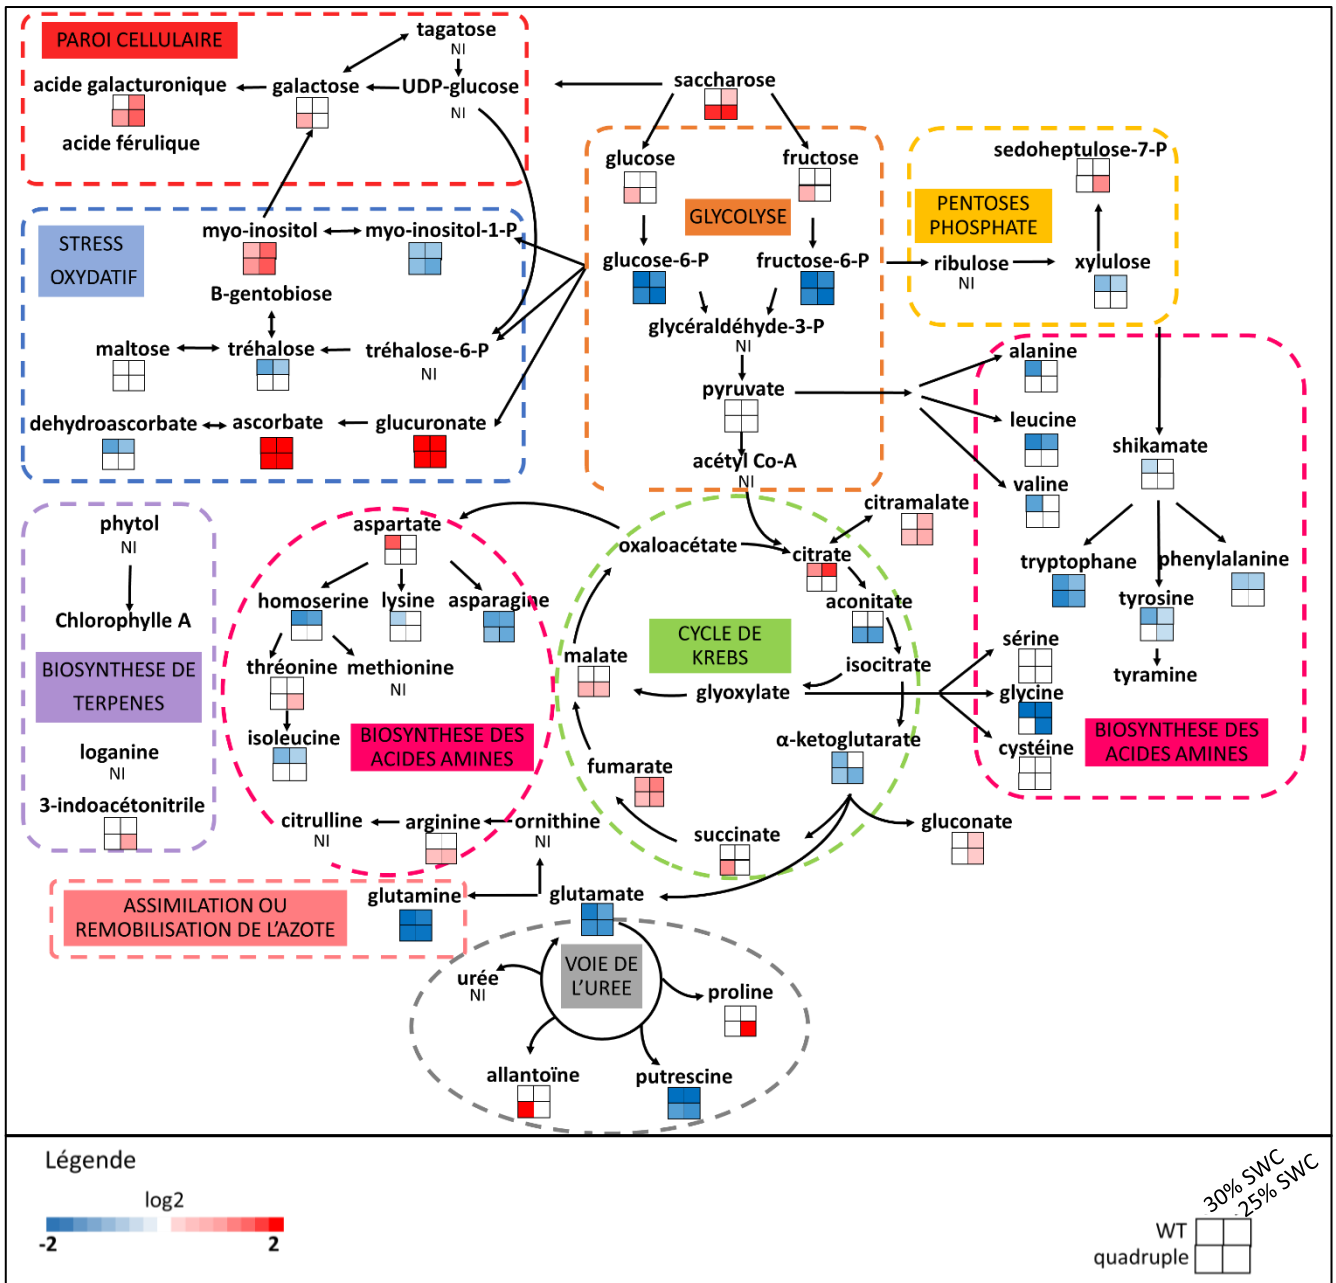 PAROI CELLULAIRE
tagatose
NI
acide galacturonique
galactose
UDP-glucose
NI
acide férulique
saccharose
glucose
fructose
GLYCOLYSE
glucose-6-P
fructose-6-P
glycéraldéhyde-3-P
NI
pyruvate
acétyl Co-A
NI
sedoheptulose-7-P
PENTOSES
PHOSPHATE
ribulose
NI
xylulose
STRESS
OXYDATIF
myo-inositol
myo-inositol-1-P
B-gentobiose
maltose
tréhalose
tréhalose-6-P
NI
dehydroascorbate
ascorbate
glucuronate
alanine
leucine
valine
shikamate
tryptophane
phenylalanine
tyrosine
tyramine
sérine
glycine
cystéine
BIOSYNTHESE DES
ACIDES AMINES
phytol
NI
Chlorophylle A
BIOSYNTHESE DE
TERPENES
loganine
NI
3-indoacétonitrile
aspartate
homoserine
lysine
asparagine
thréonine
methionine
NI
isoleucine
BIOSYNTHESE DES
ACIDES AMINES
citrulline
NI
arginine
ornithine
NI
oxaloacétate
citrate
citramalate
aconitate
CYCLE DE
KREBS
isocitrate
malate
glyoxylate
α-ketoglutarate
fumarate
succinate
gluconate
ASSIMILATION OU
REMOBILISATION DE L'AZOTE
glutamine
glutamate
VOIE DE
L'UREE
urée
NI
proline
allantoïne
putrescine
Légende
log2
-2
2
30% SWC
25% SWC
WT
quadruple